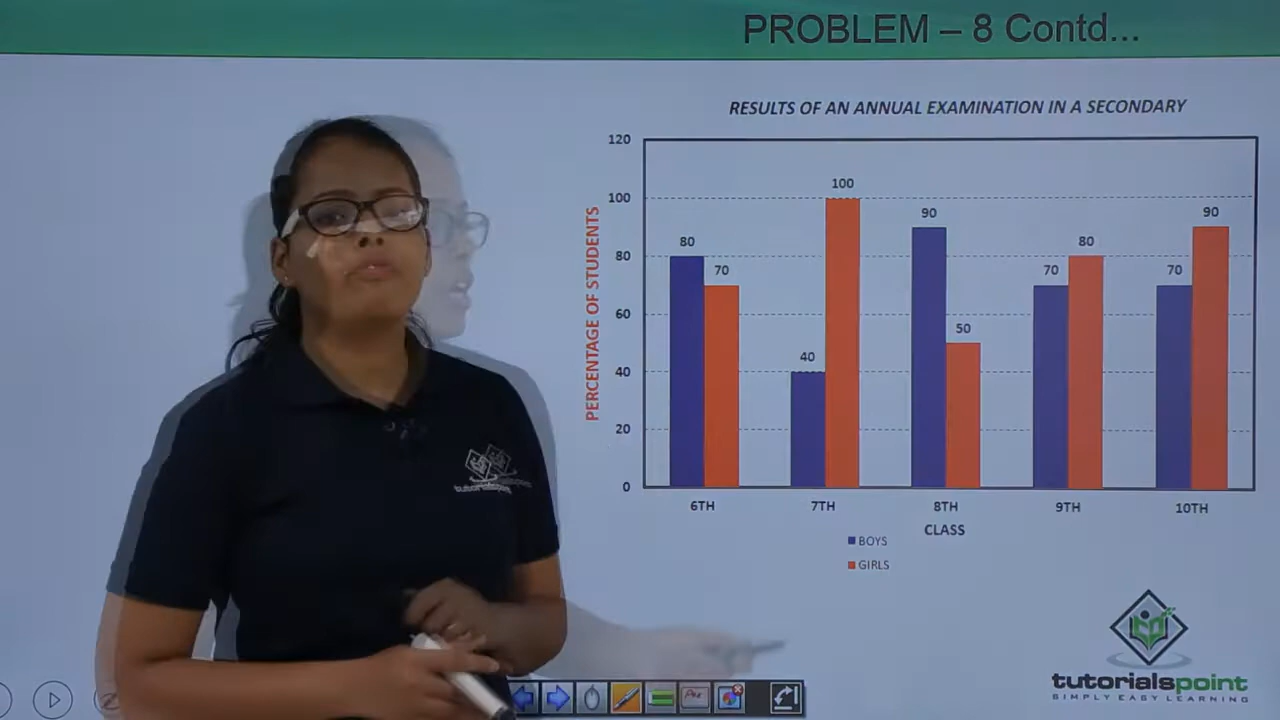 PROBLEM – 8 Contd...
RESULTS OF AN ANNUAL EXAMINATION IN A SECONDARY
PERCENTAGE OF STUDENTS
120
100
80
60
40
20
0
80
70
40
100
90
50
70
80
70
90
6TH
7TH
8TH
9TH
10TH
CLASS
BOYS
GIRLS
tutorialspoint
SIMPLY EASY LEARNING